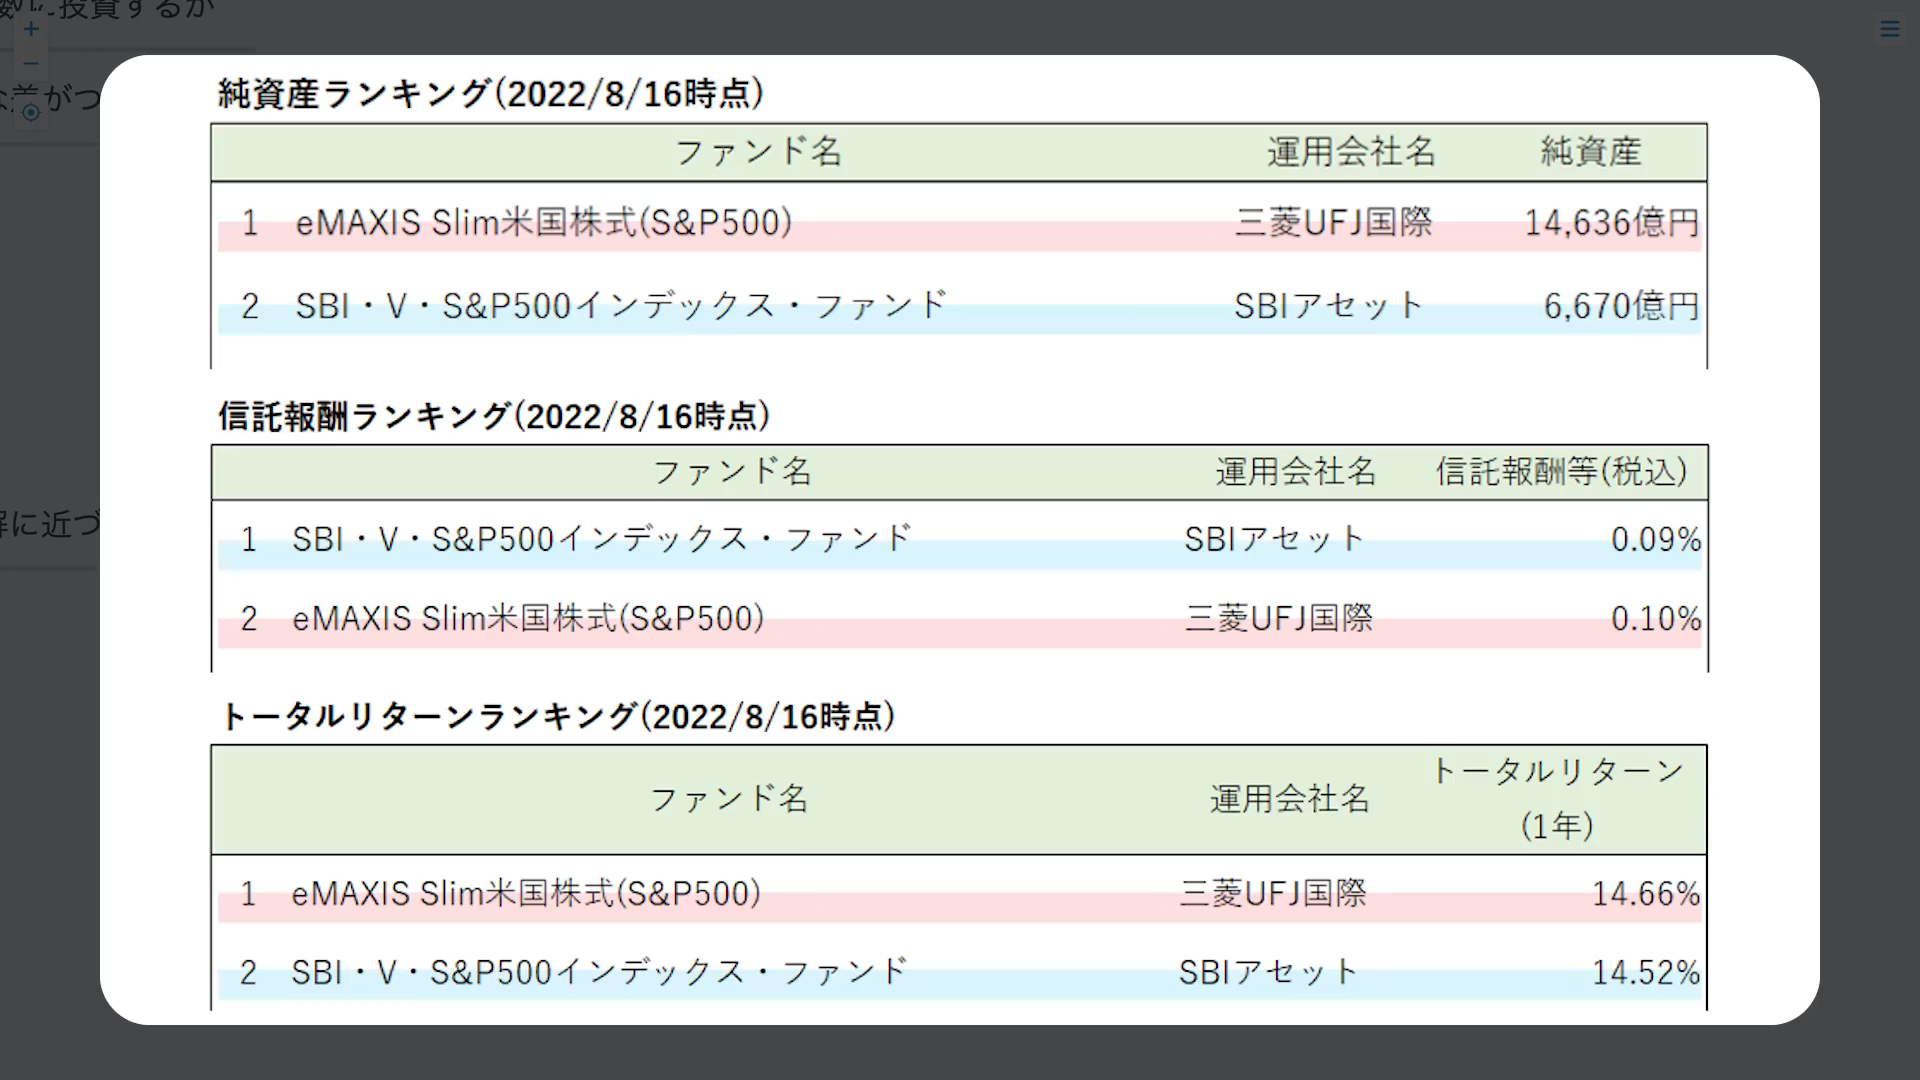 に投資するか
がつ
解に近づ
純資産ランキング(2022/8/16時点)
ファンド名 運用会社名 純資産
1 eMAXIS Slim米国株式(S&P500) 三菱UFJ国際 14,636億円
2 SBI・V・S&P500インデックス・ファンド SBIアセット 6,670億円
信託報酬ランキング(2022/8/16時点)
ファンド名 運用会社名 信託報酬等(税込)
1 SBI・V・S&P500インデックス・ファンド SBIアセット 0.09%
2 eMAXIS Slim米国株式(S&P500) 三菱UFJ国際 0.10%
トータルリターンランキング(2022/8/16時点)
ファンド名 運用会社名 トータルリターン
(1年)
1 eMAXIS Slim米国株式(S&P500) 三菱UFJ国際 14.66%
2 SBI・V・S&P500インデックス・ファンド SBIアセット 14.52%